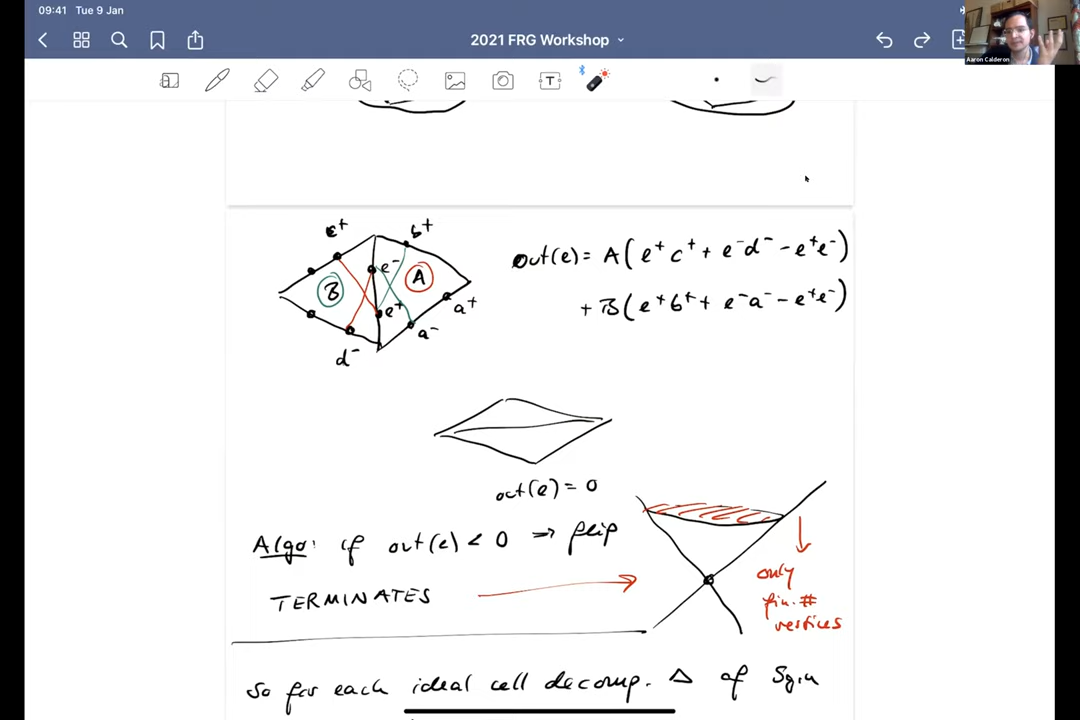 09:41 Tue 9 Jan
2021 FRG Workshop
Aaron Calderon
T
c⁺
b⁺
e⁻
B
A
e⁺
a⁺
a⁻
d⁻
out(e) = A(e⁺c⁺ + e⁻d⁻ - e⁺e⁻)
+ B(e⁺b⁺ + e⁻a⁻ - e⁺e⁻)
out(e) = 0
Algo: if out(e) < 0 ⇒ flip
TERMINATES
only
fin. #
vertices
So for each ideal cell decomp. Δ of Sg,n